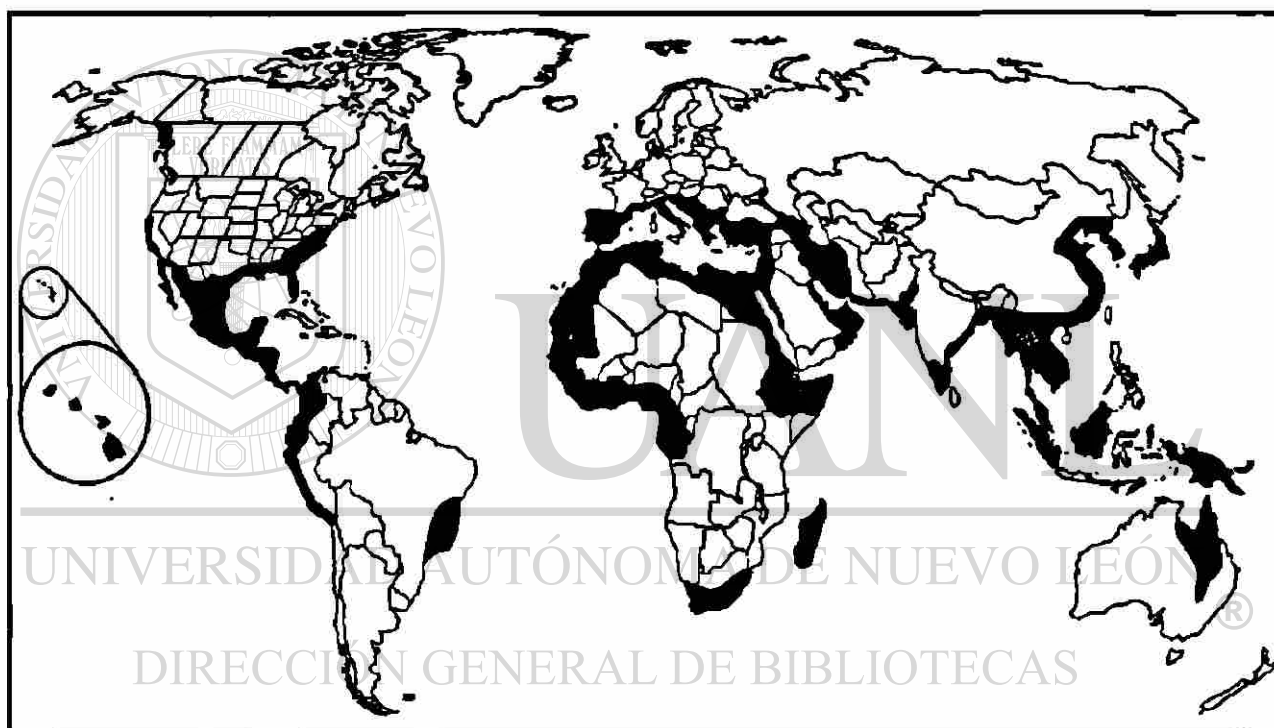 UANL
UNIVERSIDAD AUTÓNOMA DE NUEVO LEÓN
®
DIRECCIÓN GENERAL DE BIBLIOTECAS